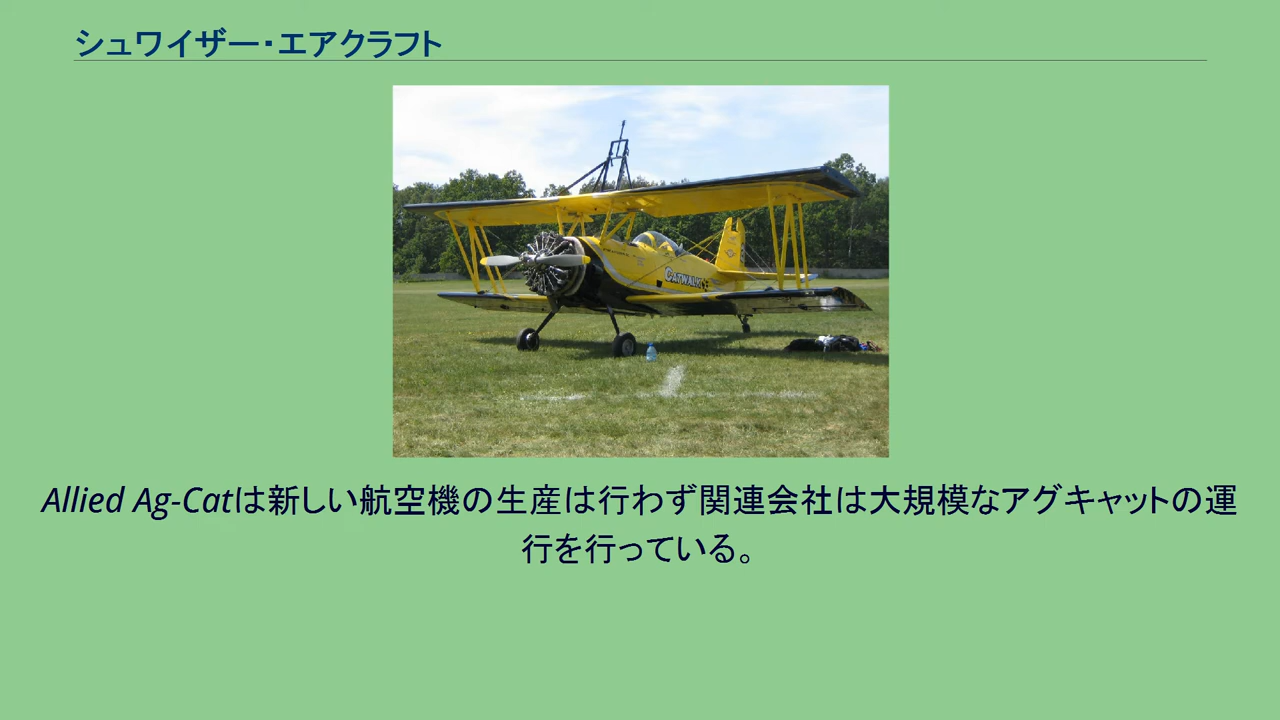 シュワイザー・エアクラフト
CATWALK
Allied Ag-Catは新しい航空機の生産は行わず関連会社は大規模なアグキャットの運
行を行っている。